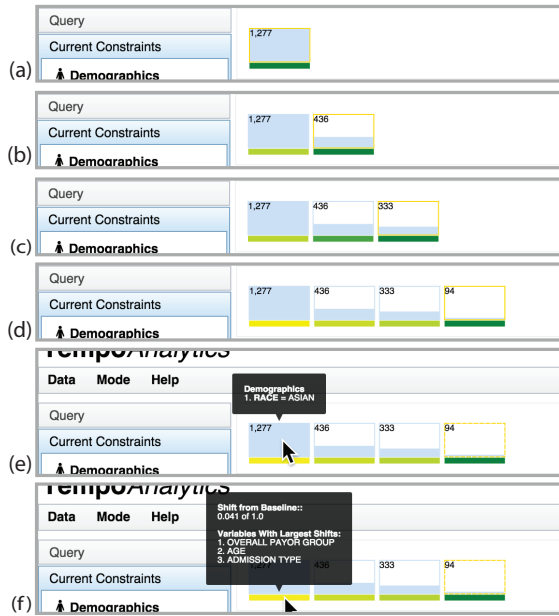 Query
1,277
Current Constraints
(a)
Demographics
Query
1,277
436
Current Constraints
(b)
Demographics
Query
1,277
436
333
Current Constraints
(c)
Demographics
Query
1,277
436
333
94
Current Constraints
(d)
Demographics
TempoAnalytics
Data Mode Help
Demographics
1. RACE = ASIAN
Query
1,277
436
333
94
Current Constraints
(e)
Demographics
TempoAnalytics
Data Mode Help
Shift from Baseline::
0.041 of 1.0
Variables With Largest Shifts:
1. OVERALL PAYOR GROUP
2. AGE
3. ADMISSION TYPE
Query
1,277
436
333
94
Current Constraints
(f)
Demographics